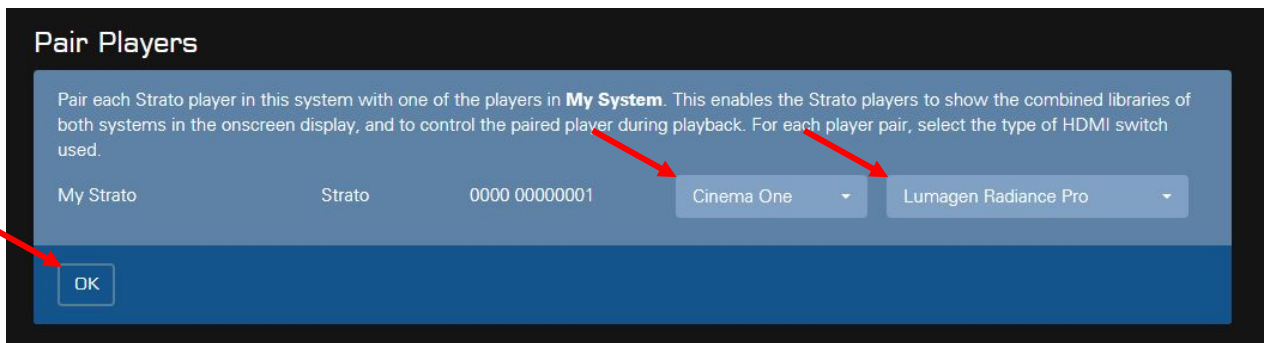 Pair Players
Pair each Strato player in this system with one of the players in My System. This enables the Strato players to show the combined libraries of
both systems in the onscreen display, and to control the paired player during playback. For each player pair, select the type of HDMI switch
used.
My Strato Strato 0000 00000001 Cinema One Lumagen Radiance Pro
OK